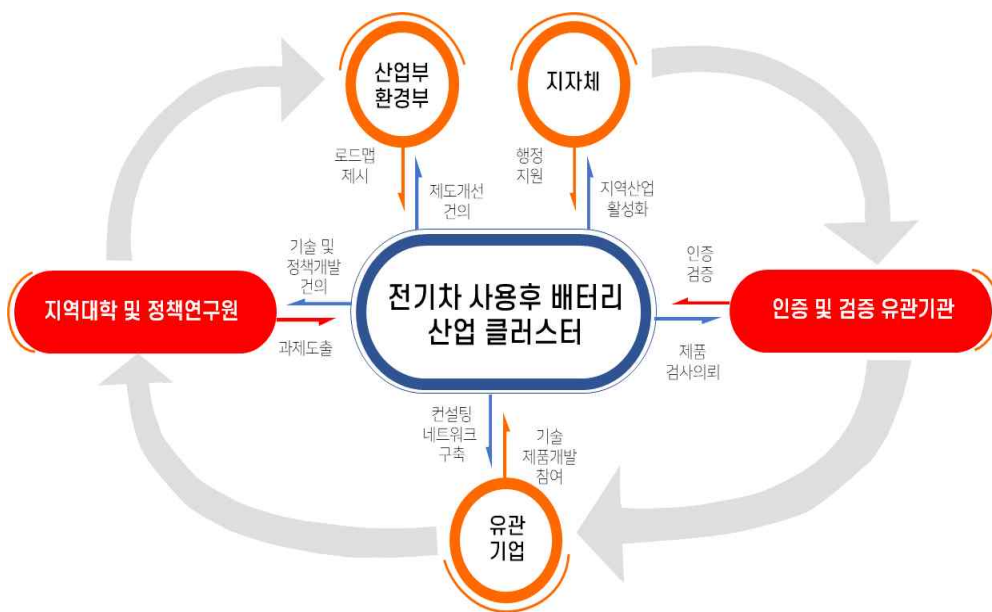 산업부
환경부
지자체
로드맵
제시
제도개선
건의
행정
지원
지역산업
활성화
기술 및
정책개발
건의
지역대학 및 정책연구원
과제도출
전기차 사용후 배터리
산업 클러스터
인증
검증
인증 및 검증 유관기관
제품
검사의뢰
컨설팅
네트워크
구축
기술
제품개발
참여
유관
기업